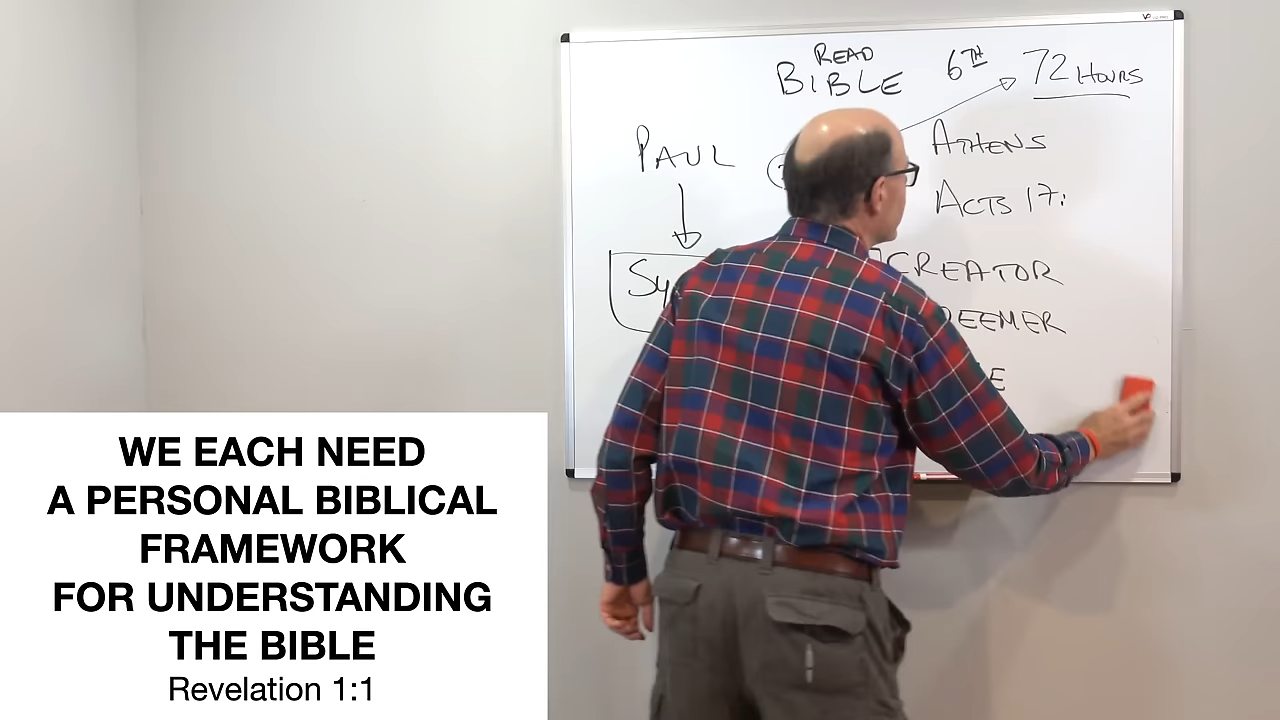 READ
BIBLE
6TH
72 HOURS
PAUL
ATHENS
ACTS 17:
CREATOR
WE EACH NEED
A PERSONAL BIBLICAL
FRAMEWORK
FOR UNDERSTANDING
THE BIBLE
Revelation 1:1